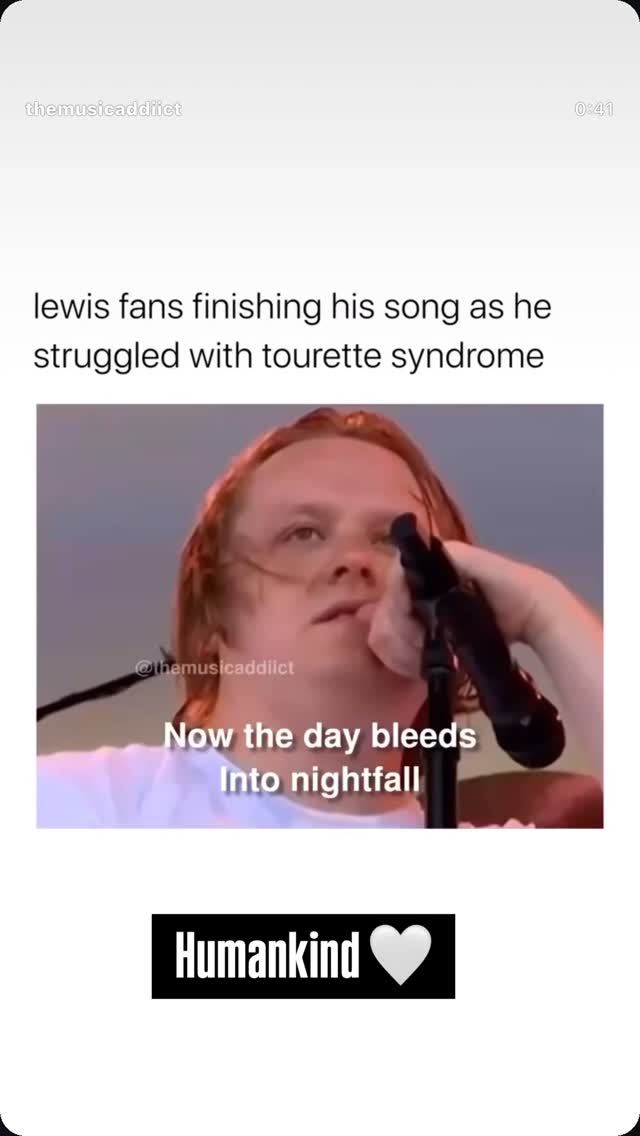 themusicaddiict
0:41
lewis fans finishing his song as he
struggled with tourette syndrome
@themusicaddiict
Now the day bleeds
Into nightfall
Humankind 🤍